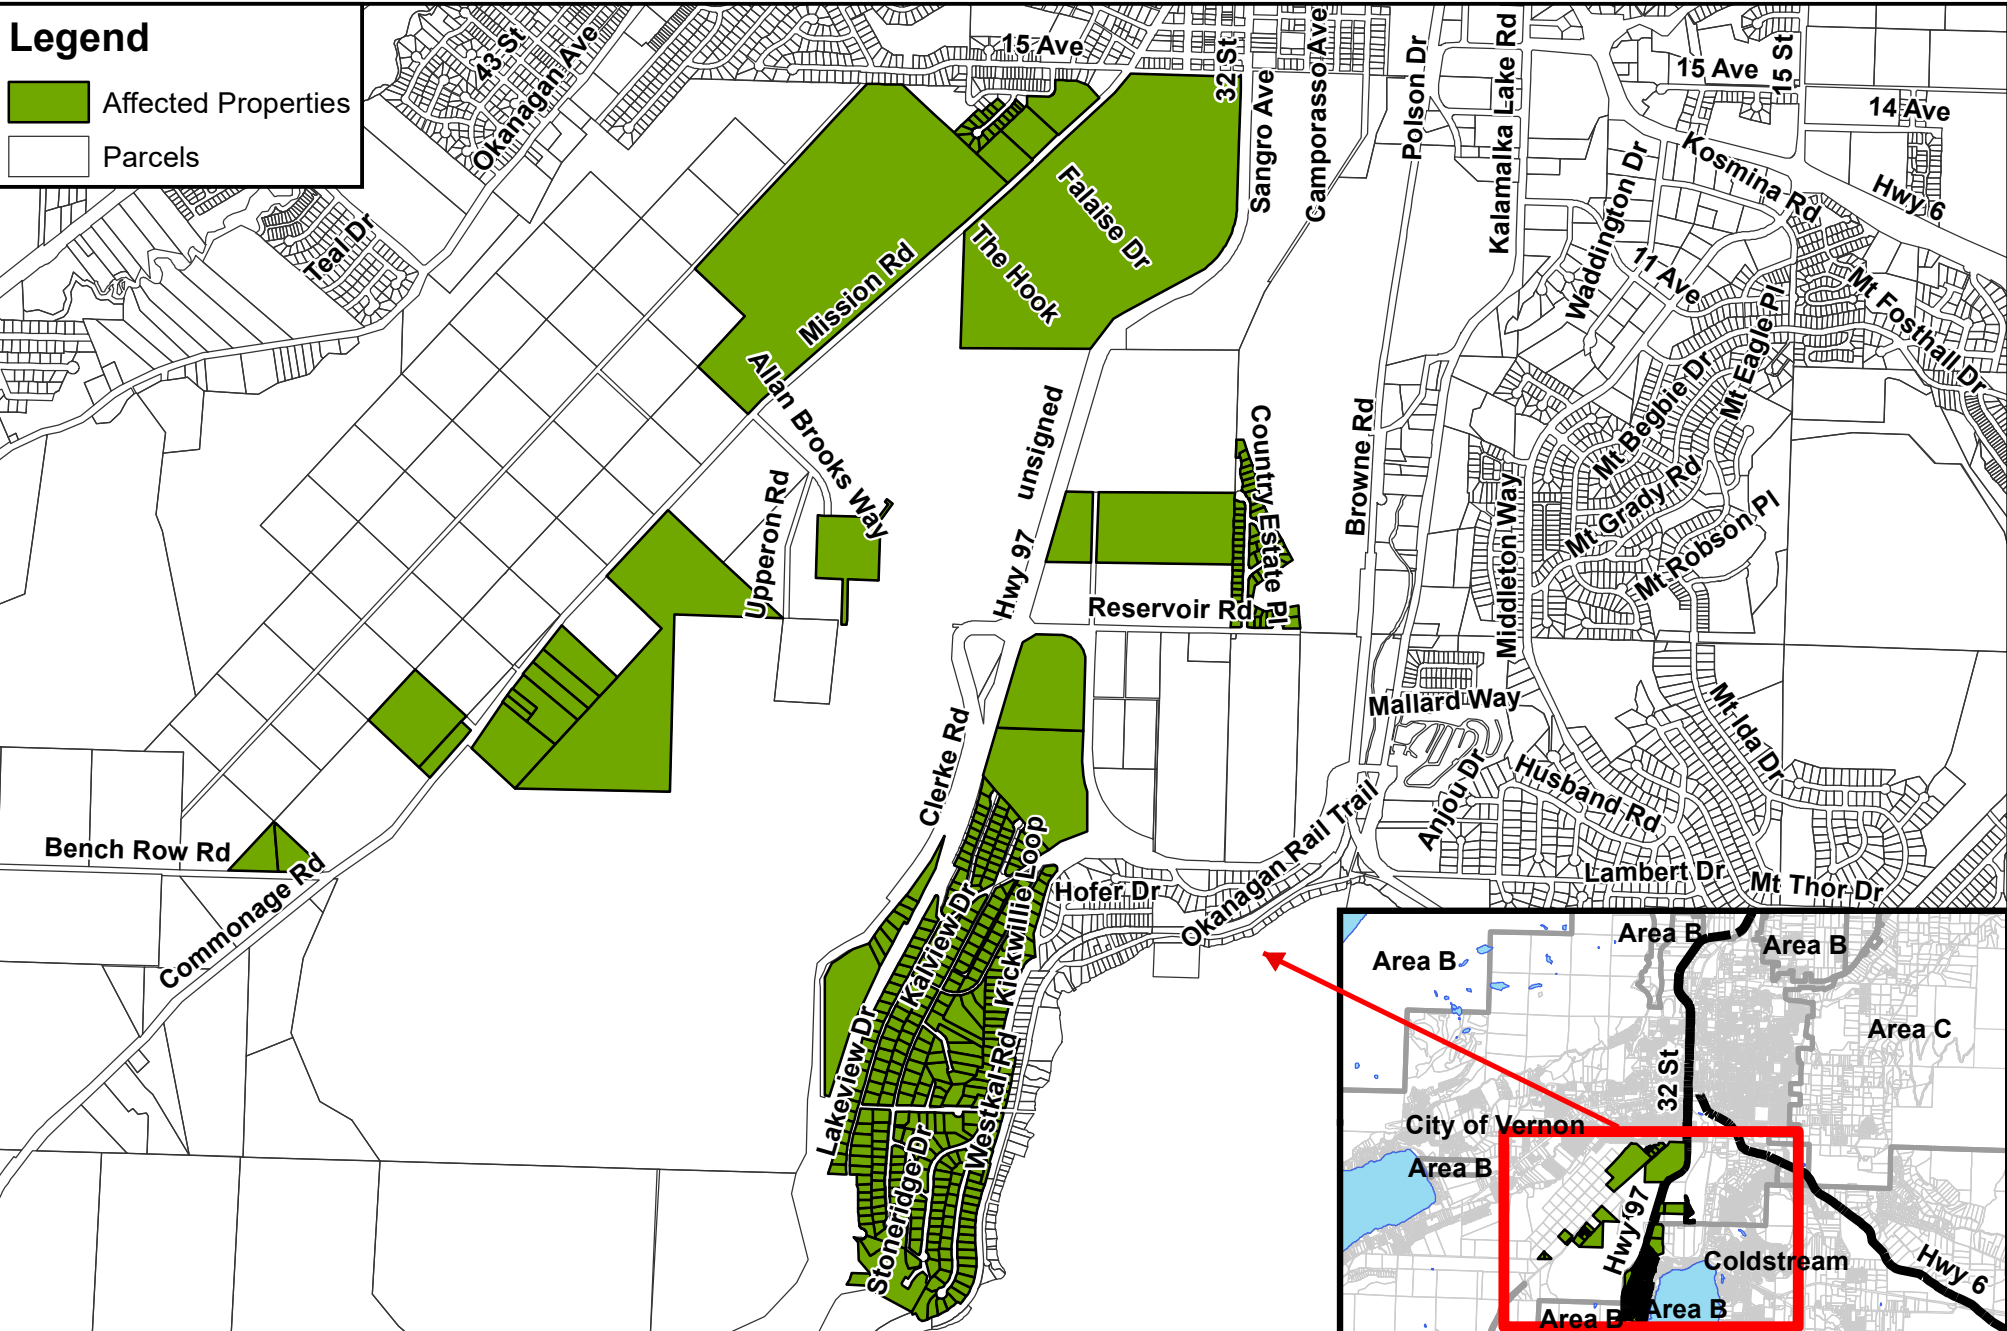 Legend
Affected Properties
Parcels
43 St
Okanagan Ave
15 Ave
32 St
Sangro Ave
Camporasso Ave
Polson Dr
Kalamalka Lake Rd
15 Ave
15 St
14 Ave
Kosmina Rd
Hwy 6
Waddington Dr
11 Ave
Mt Fosthall Dr
Mt Eagle Pl
Mt Begbie Dr
Mt Grady Rd
Mt Robson Pl
Middleton Way
Teal Dr
Falaise Dr
The Hook
Mission Rd
Allan Brooks Way
Upperon Rd
unsigned
Hwy 97
Country Estate Pl
Browne Rd
Reservoir Rd
Mallard Way
Mt Ida Dr
Anjou Dr
Husband Rd
Lambert Dr
Mt Thor Dr
Clerke Rd
Bench Row Rd
Commonage Rd
Okanagan Rail Trail
Hofer Dr
Kickwillie Loop
Kalview Dr
Lakeview Dr
Westkal Rd
Stoneridge Dr
Area B
Area B
Area B
Area C
32 St
City of Vernon
Area B
Hwy 97
Coldstream
Hwy 6
Area B
Area B